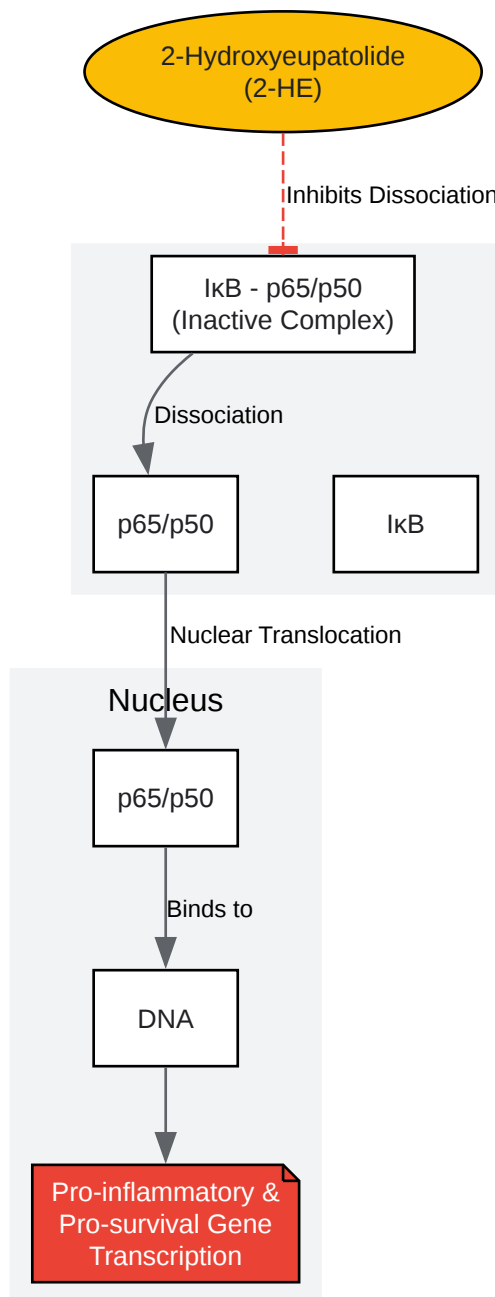 2-Hydroxyeupatolide
(2-HE)
Inhibits Dissociation
IκB - p65/p50
(Inactive Complex)
Dissociation
p65/p50
IκB
Nuclear Translocation
Nucleus
p65/p50
Binds to
DNA
Pro-inflammatory &
Pro-survival Gene
Transcription